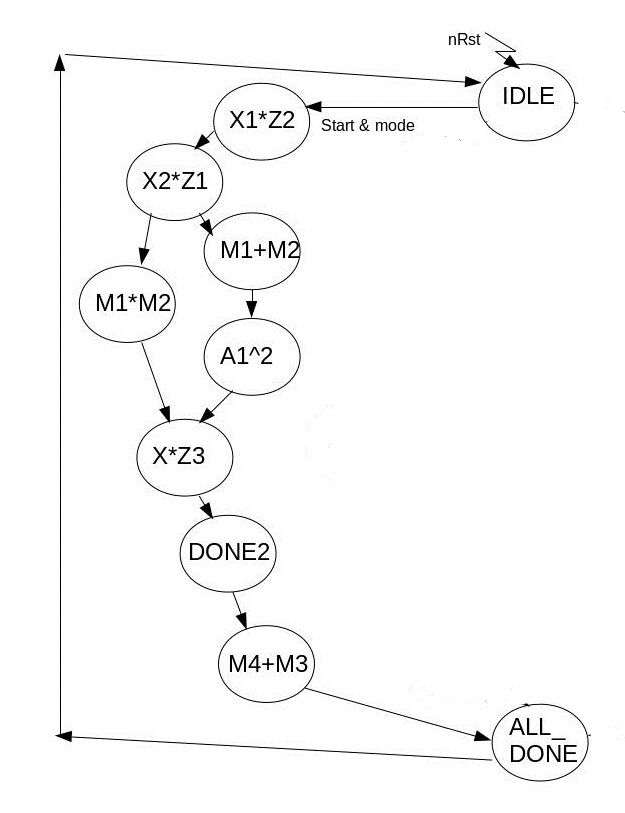 nRst
IDLE
X1*Z2
Start & mode
X2*Z1
M1+M2
M1*M2
A1^2
X*Z3
DONE2
M4+M3
ALL_
DONE